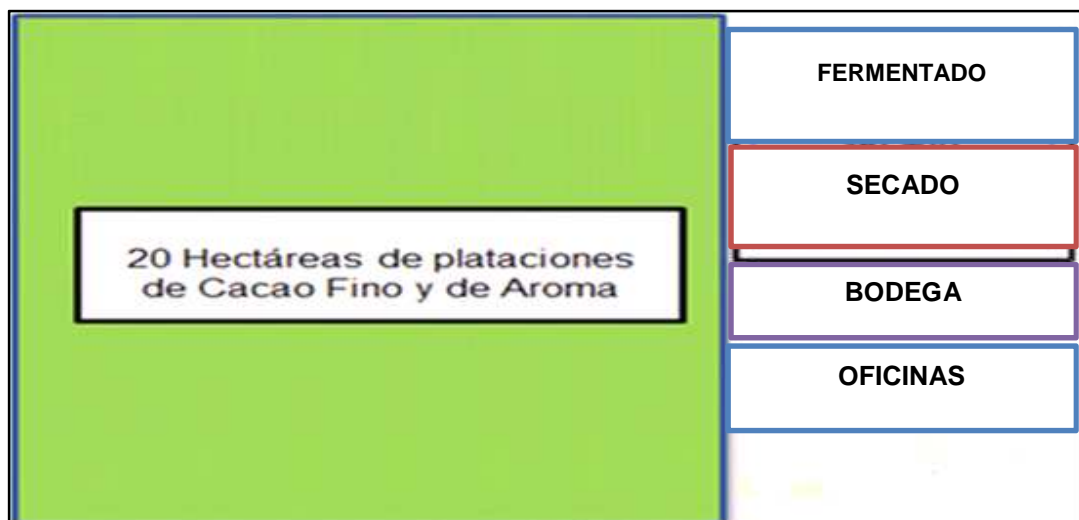 20 Hectáreas de plataciones
de Cacao Fino y de Aroma
FERMENTADO
SECADO
BODEGA
OFICINAS